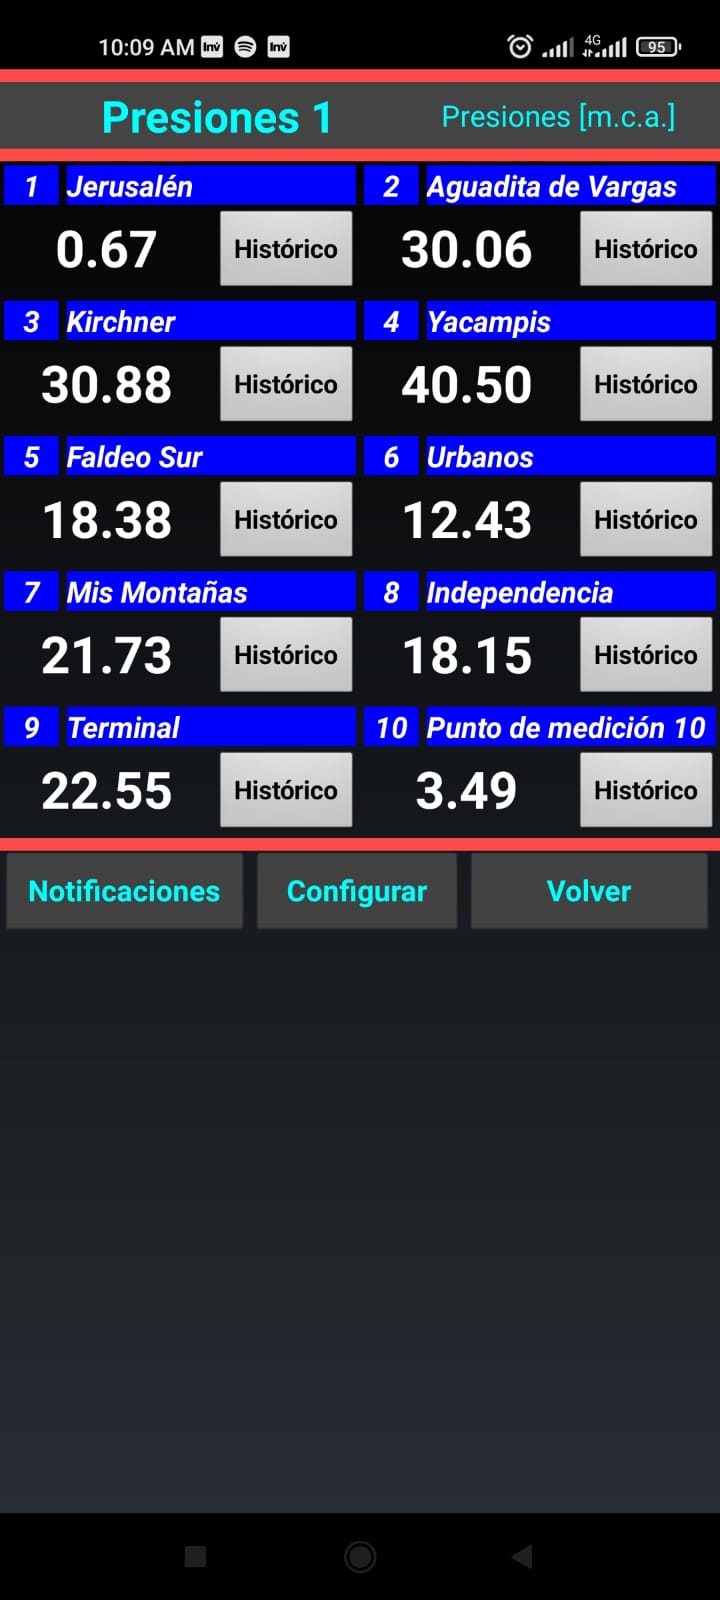 10:09 AM Inv Inv 4G 95
Presiones 1 Presiones [m.c.a.]
1 Jerusalén 2 Aguadita de Vargas
0.67 Histórico 30.06 Histórico
3 Kirchner 4 Yacampis
30.88 Histórico 40.50 Histórico
5 Faldeo Sur 6 Urbanos
18.38 Histórico 12.43 Histórico
7 Mis Montañas 8 Independencia
21.73 Histórico 18.15 Histórico
9 Terminal 10 Punto de medición 10
22.55 Histórico 3.49 Histórico
Notificaciones Configurar Volver